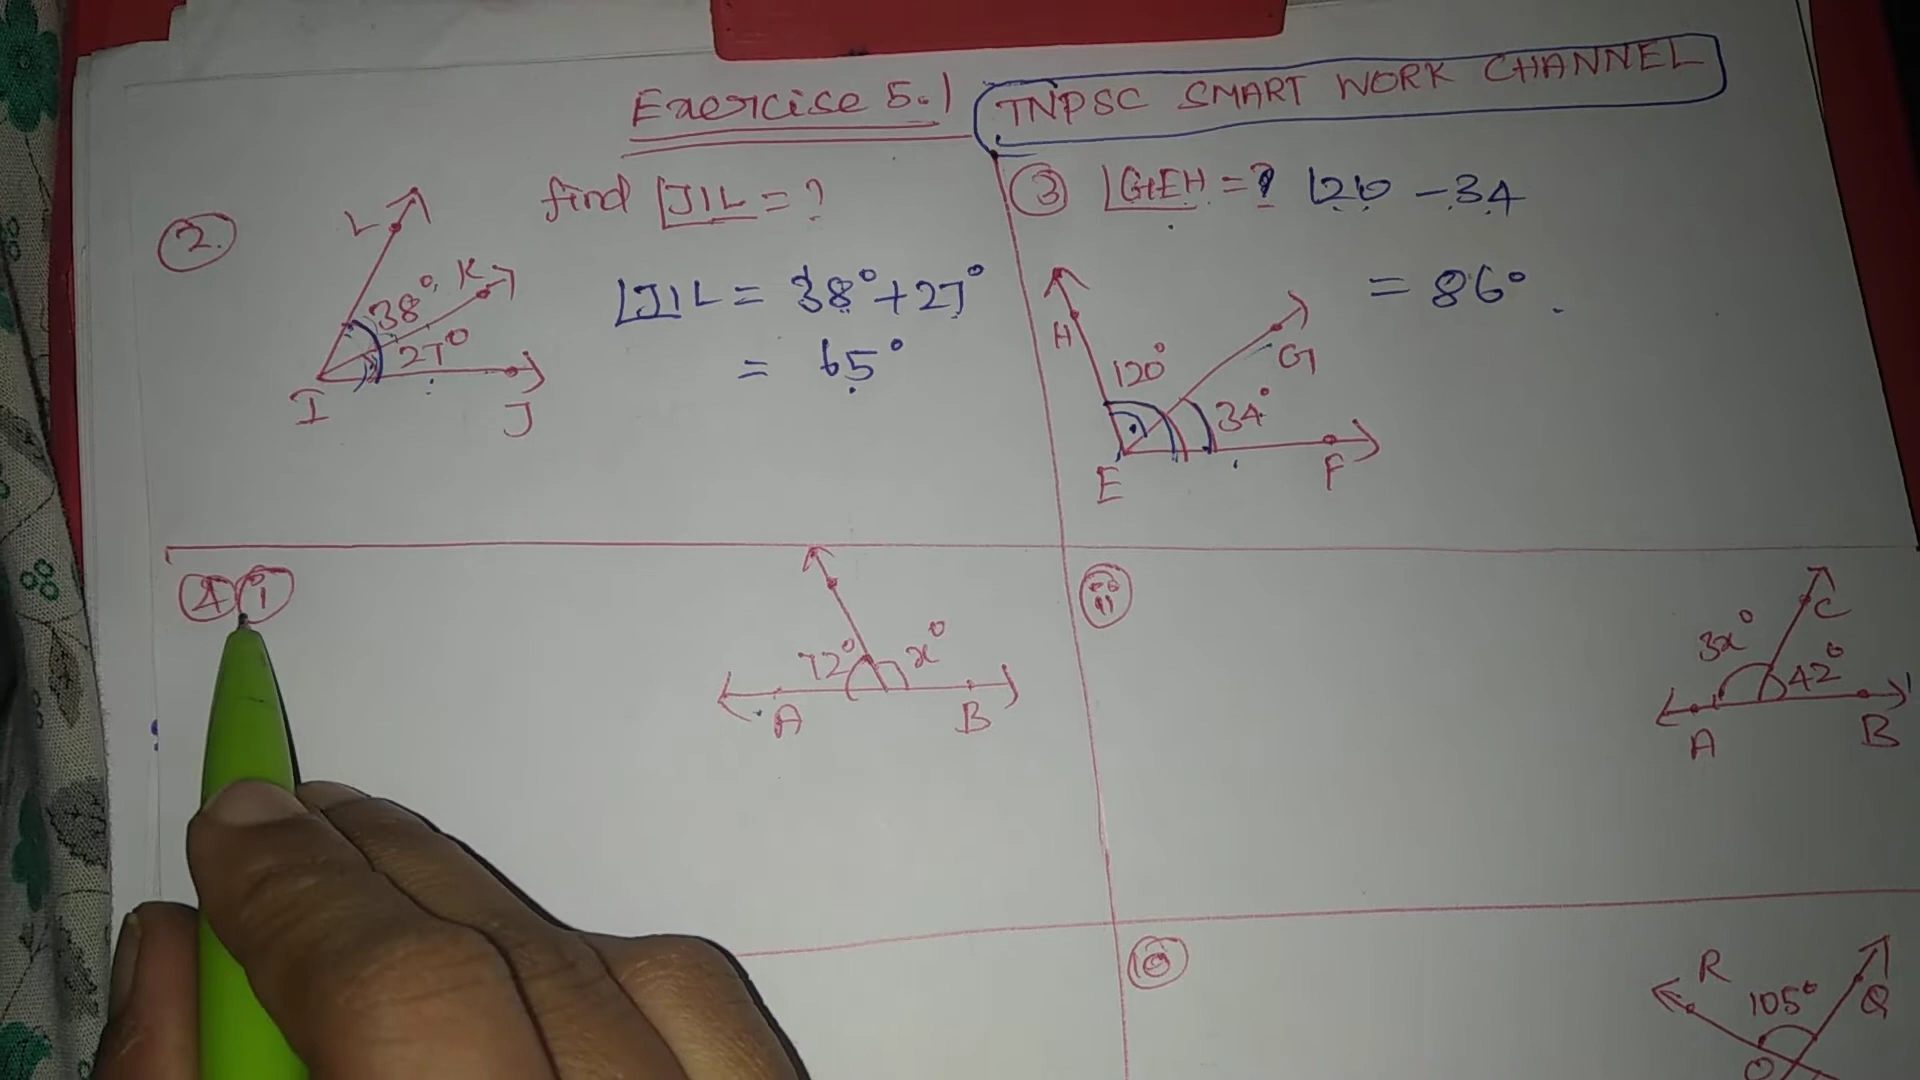 Exercise 5.1
TNPSC SMART WORK CHANNEL
2.
find ∠JIL = ?
L
38°
K
27°
I
J
∠JIL = 38° + 27°
= 65°
3
∠GEH = ? 120 - 34
= 86°.
H
120°
G
34°
E
F
4 i
72°
x°
A
B
ii
3x°
C
42°
A
B
R
105°
Q
O